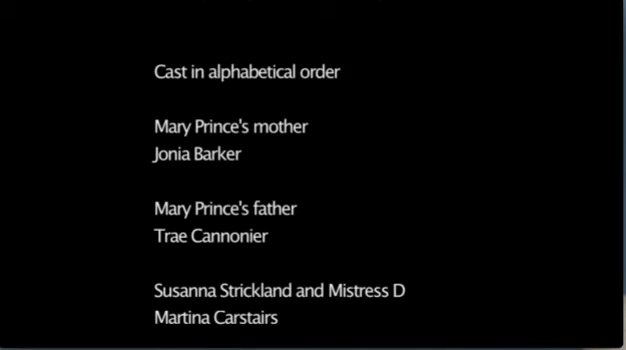 Cast in alphabetical order
Mary Prince's mother
Jonia Barker
Mary Prince's father
Trae Cannonier
Susanna Strickland and Mistress D
Martina Carstairs